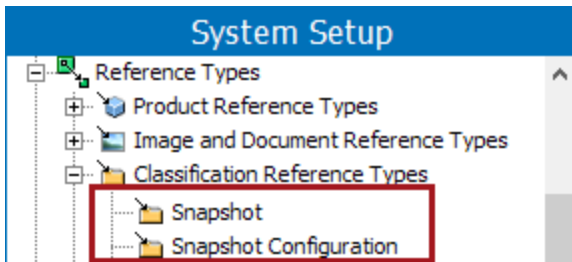 System Setup
Reference Types
Product Reference Types
Image and Document Reference Types
Classification Reference Types
Snapshot
Snapshot Configuration